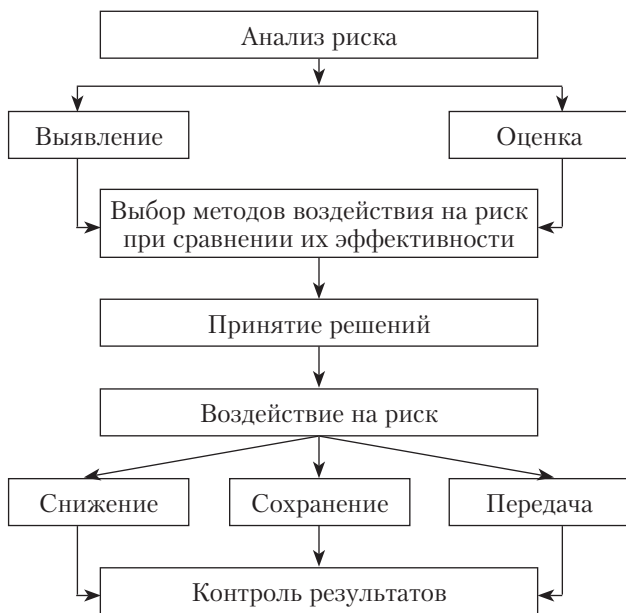 Анализ риска
Выявление
Оценка
Выбор методов воздействия на риск
при сравнении их эффективности
Принятие решений
Воздействие на риск
Снижение
Сохранение
Передача
Контроль результатов